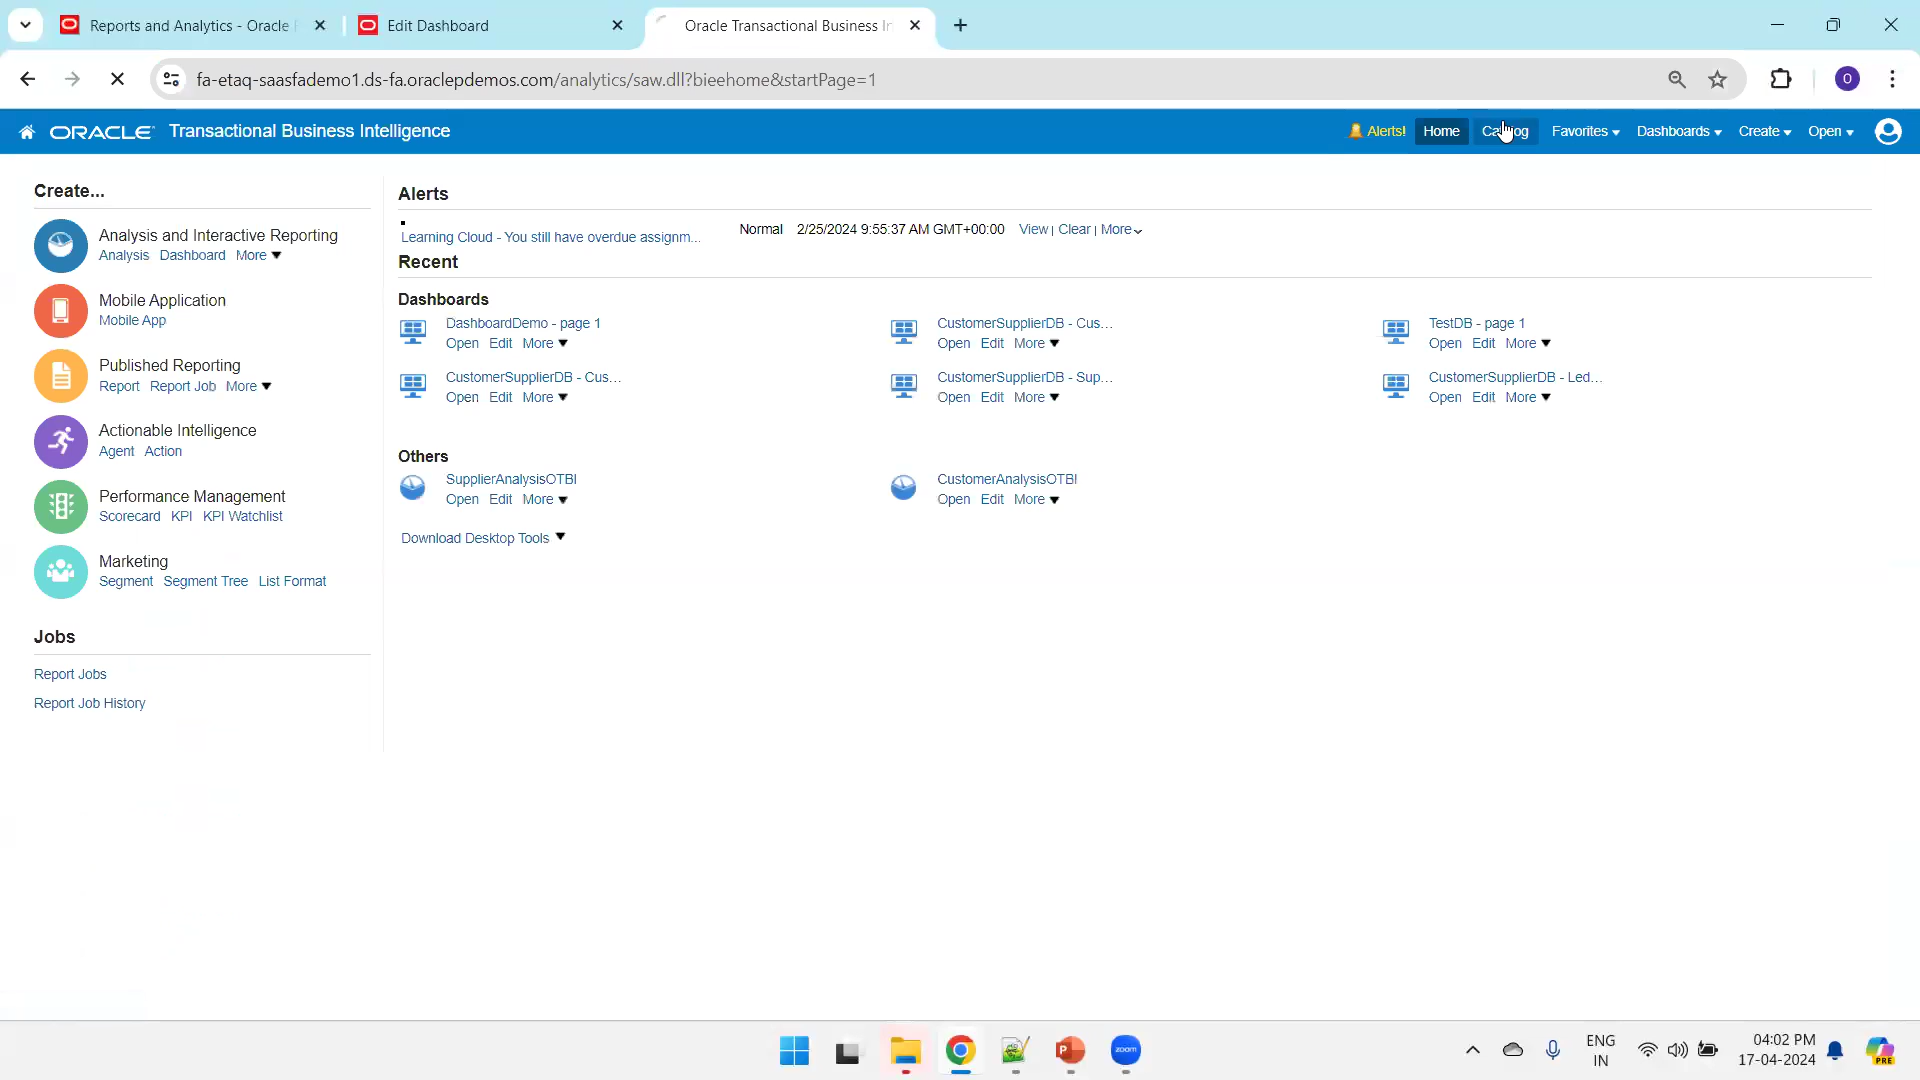 Reports and Analytics - Oracle
Edit Dashboard
Oracle Transactional Business In
fa-etaq-saasfademo1.ds-fa.oraclepdemos.com/analytics/saw.dll?bieehome&startPage=1
O
ORACLE Transactional Business Intelligence
Alerts! Home Catalog Favorites Dashboards Create Open
Create...
Analysis and Interactive Reporting
Analysis Dashboard More
Mobile Application
Mobile App
Published Reporting
Report Report Job More
Actionable Intelligence
Agent Action
Performance Management
Scorecard KPI KPI Watchlist
Marketing
Segment Segment Tree List Format
Jobs
Report Jobs
Report Job History
Alerts
Learning Cloud - You still have overdue assignm... Normal 2/25/2024 9:55:37 AM GMT+00:00 View | Clear | More
Recent
Dashboards
DashboardDemo - page 1
Open Edit More
CustomerSupplierDB - Cus...
Open Edit More
TestDB - page 1
Open Edit More
CustomerSupplierDB - Cus...
Open Edit More
CustomerSupplierDB - Sup...
Open Edit More
CustomerSupplierDB - Led...
Open Edit More
Others
SupplierAnalysisOTBI
Open Edit More
CustomerAnalysisOTBI
Open Edit More
Download Desktop Tools
zoom
ENG
IN
04:02 PM
17-04-2024
PRE